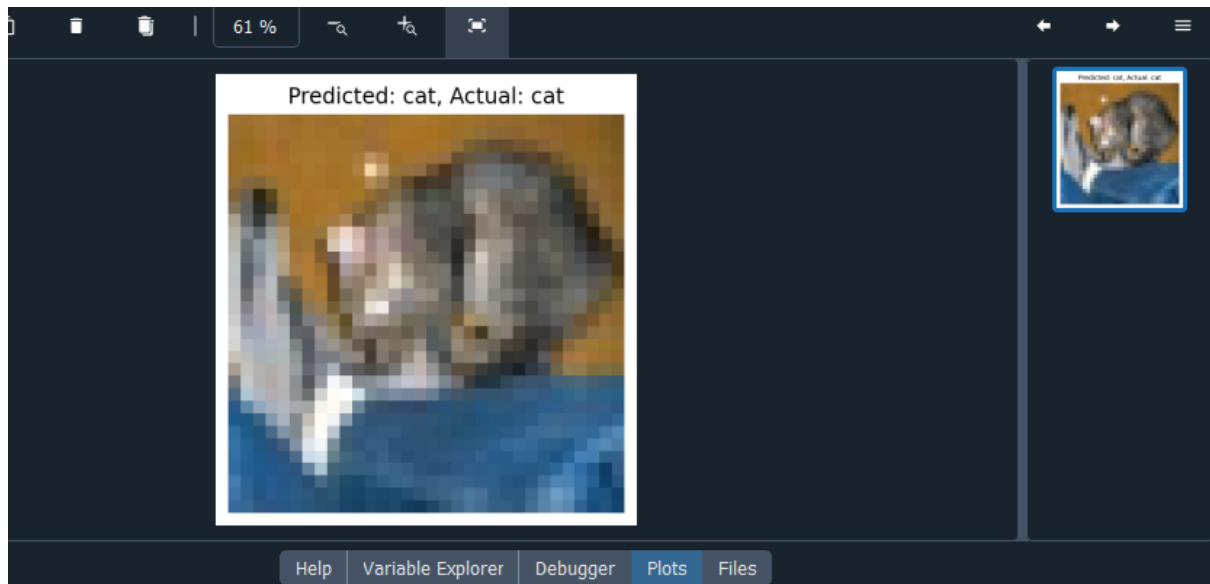 61 %
Predicted: cat, Actual: cat
Predicted: cat, Actual: cat
Help Variable Explorer Debugger Plots Files